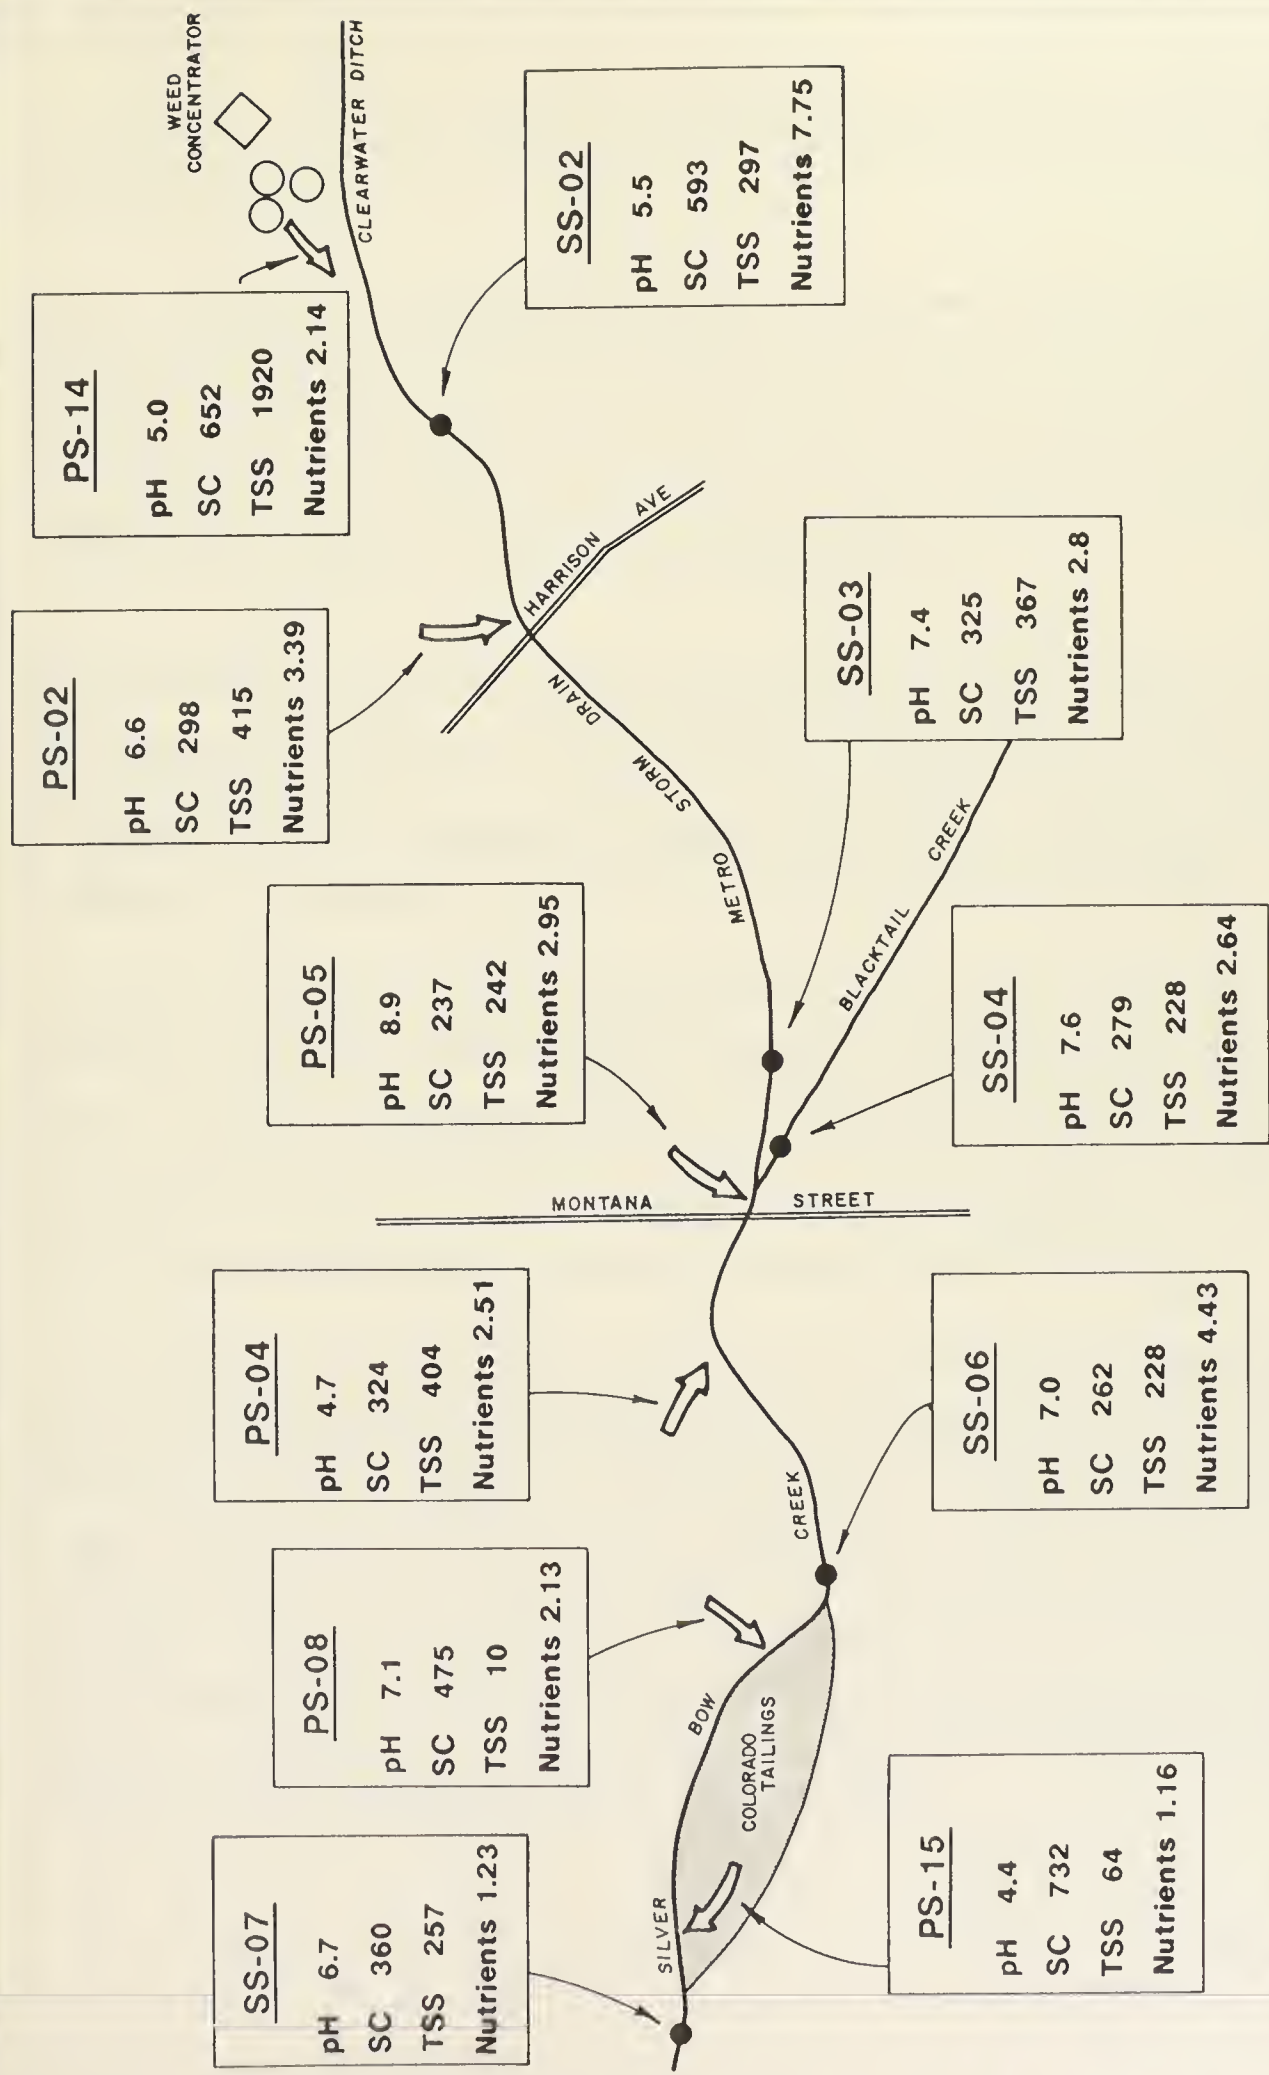 WEED
CONCENTRATOR
CLEARWATER DITCH
PS-14
pH 5.0
SC 652
TSS 1920
Nutrients 2.14
SS-02
pH 5.5
SC 593
TSS 297
Nutrients 7.75
PS-02
pH 6.6
SC 298
TSS 415
Nutrients 3.39
HARRISON AVE
METRO STORM DRAIN
SS-03
pH 7.4
SC 325
TSS 367
Nutrients 2.8
PS-05
pH 8.9
SC 237
TSS 242
Nutrients 2.95
BLACKTAIL CREEK
SS-04
pH 7.6
SC 279
TSS 228
Nutrients 2.64
MONTANA STREET
PS-04
pH 4.7
SC 324
TSS 404
Nutrients 2.51
SS-06
pH 7.0
SC 262
TSS 228
Nutrients 4.43
PS-08
pH 7.1
SC 475
TSS 10
Nutrients 2.13
SILVER BOW CREEK
COLORADO
TAILINGS
SS-07
pH 6.7
SC 360
TSS 257
Nutrients 1.23
PS-15
pH 4.4
SC 732
TSS 64
Nutrients 1.16